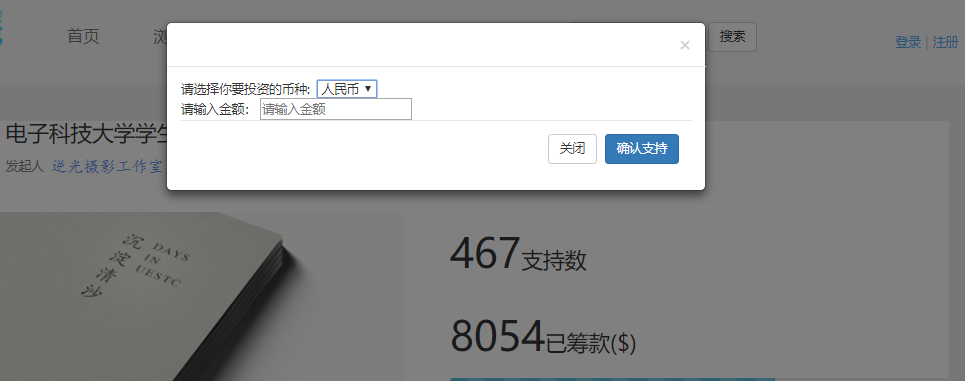 首页
搜索
登录 | 注册
×
请选择你要投资的币种: 人民币
请输入金额: 请输入金额
关闭 确认支持
电子科技大学学生
发起人 逆光摄影工作室
沉淀清沙
DAYS
IN
UESTC
467支持数
8054已筹款($)